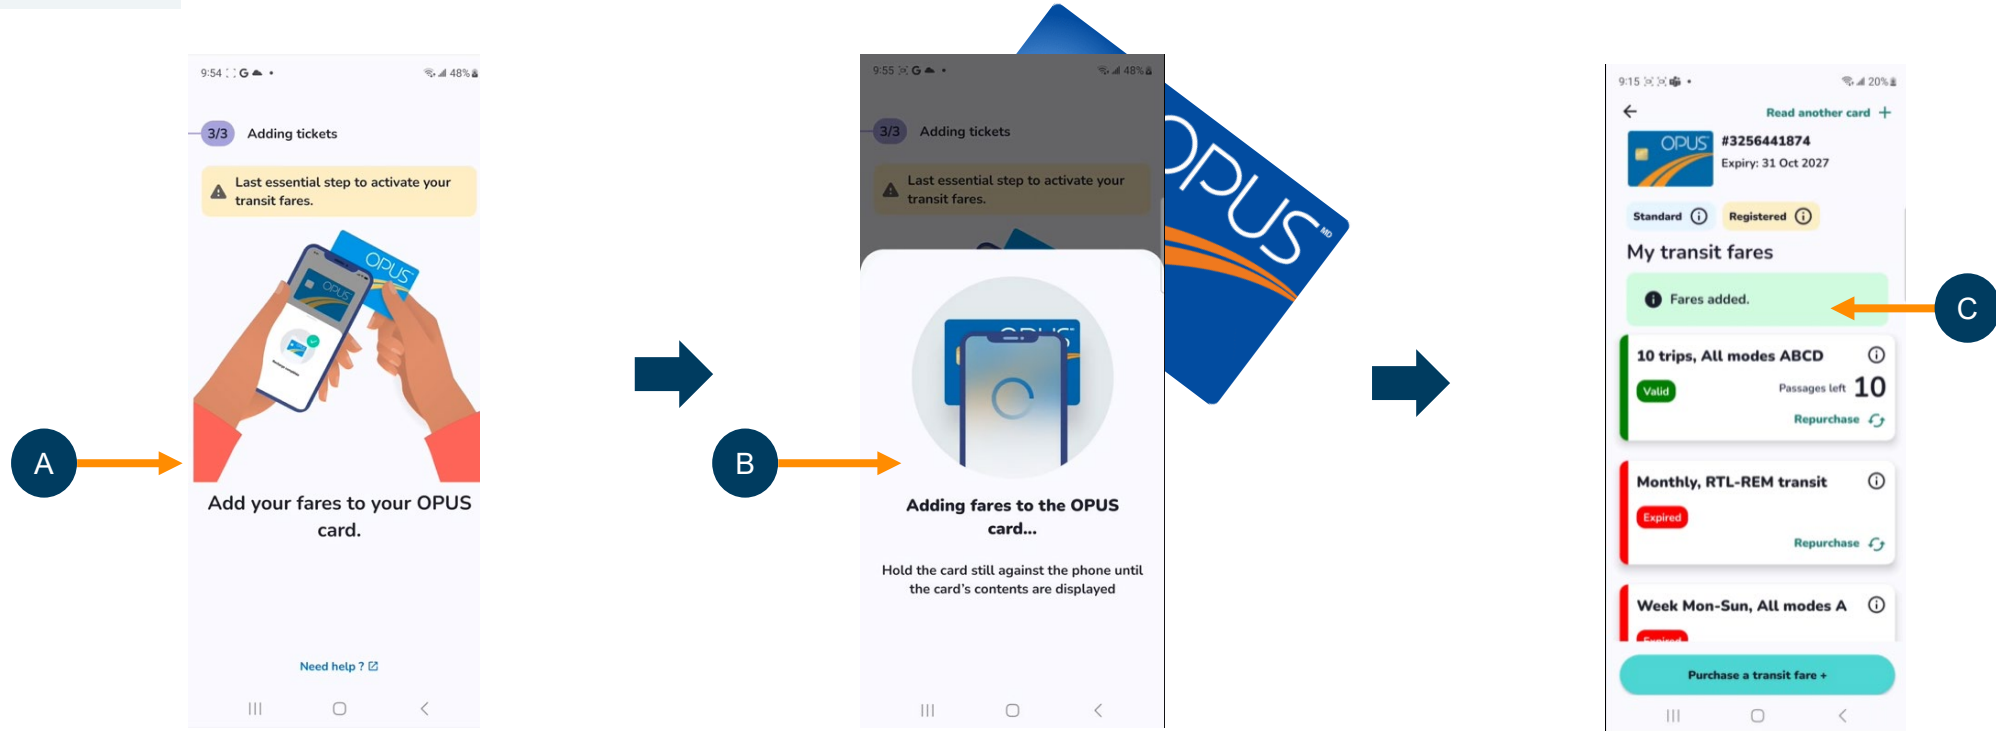 9:54
G
48%
3/3 Adding tickets
Last essential step to activate your
transit fares.
OPUS
OPUS
A
Add your fares to your OPUS
card.
Need help ?
9:55
G
48%
3/3 Adding tickets
Last essential step to activate your
transit fares.
OPUS
B
Adding fares to the OPUS
card...
Hold the card still against the phone until
the card's contents are displayed
OPUS MD
9:15
20%
Read another card +
OPUS
#3256441874
Expiry: 31 Oct 2027
Standard
Registered
My transit fares
Fares added.
C
10 trips, All modes ABCD
Valid
Passages left 10
Repurchase
Monthly, RTL-REM transit
Expired
Repurchase
Week Mon-Sun, All modes A
Expired
Purchase a transit fare +